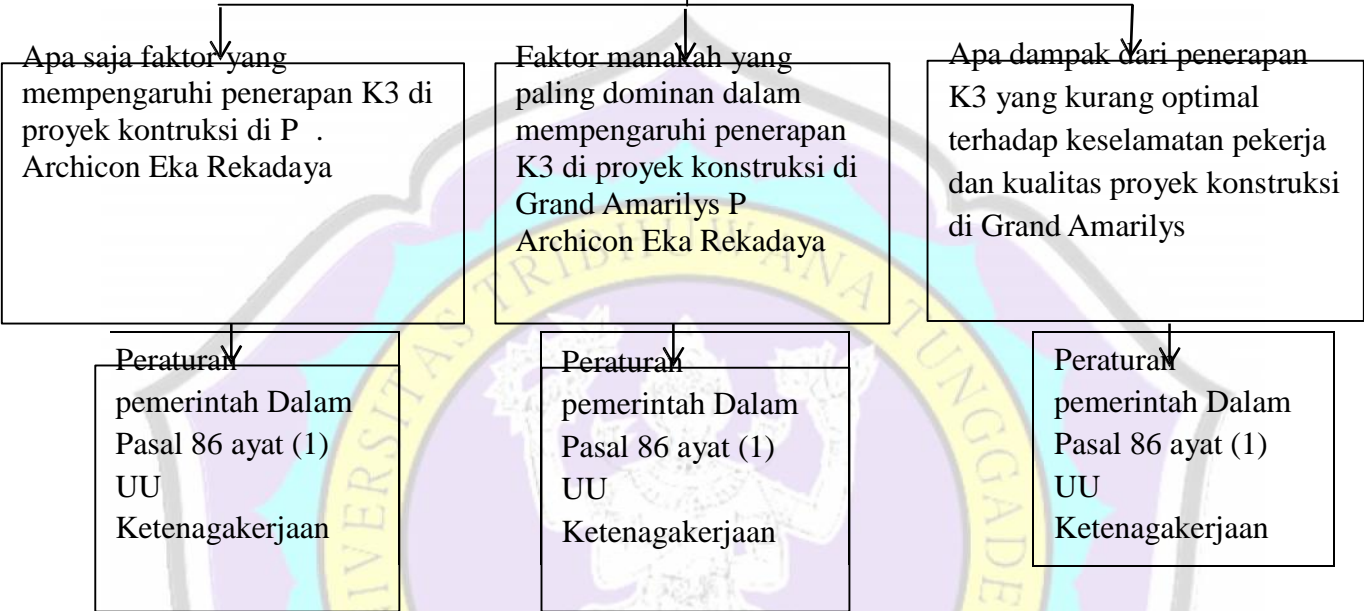 Apa saja faktor yang
mempengaruhi penerapan K3 di
proyek kontruksi di P .
Archicon Eka Rekadaya
Faktor manakah yang
paling dominan dalam
mempengaruhi penerapan
K3 di proyek konstruksi di
Grand Amarilys P
Archicon Eka Rekadaya
Apa dampak dari penerapan
K3 yang kurang optimal
terhadap keselamatan pekerja
dan kualitas proyek konstruksi
di Grand Amarilys
Peraturan
pemerintah Dalam
Pasal 86 ayat (1)
UU
Ketenagakerjaan
Peraturan
pemerintah Dalam
Pasal 86 ayat (1)
UU
Ketenagakerjaan
Peraturan
pemerintah Dalam
Pasal 86 ayat (1)
UU
Ketenagakerjaan
UNIVERSITAS TRIBHUWANA TUNGGADE